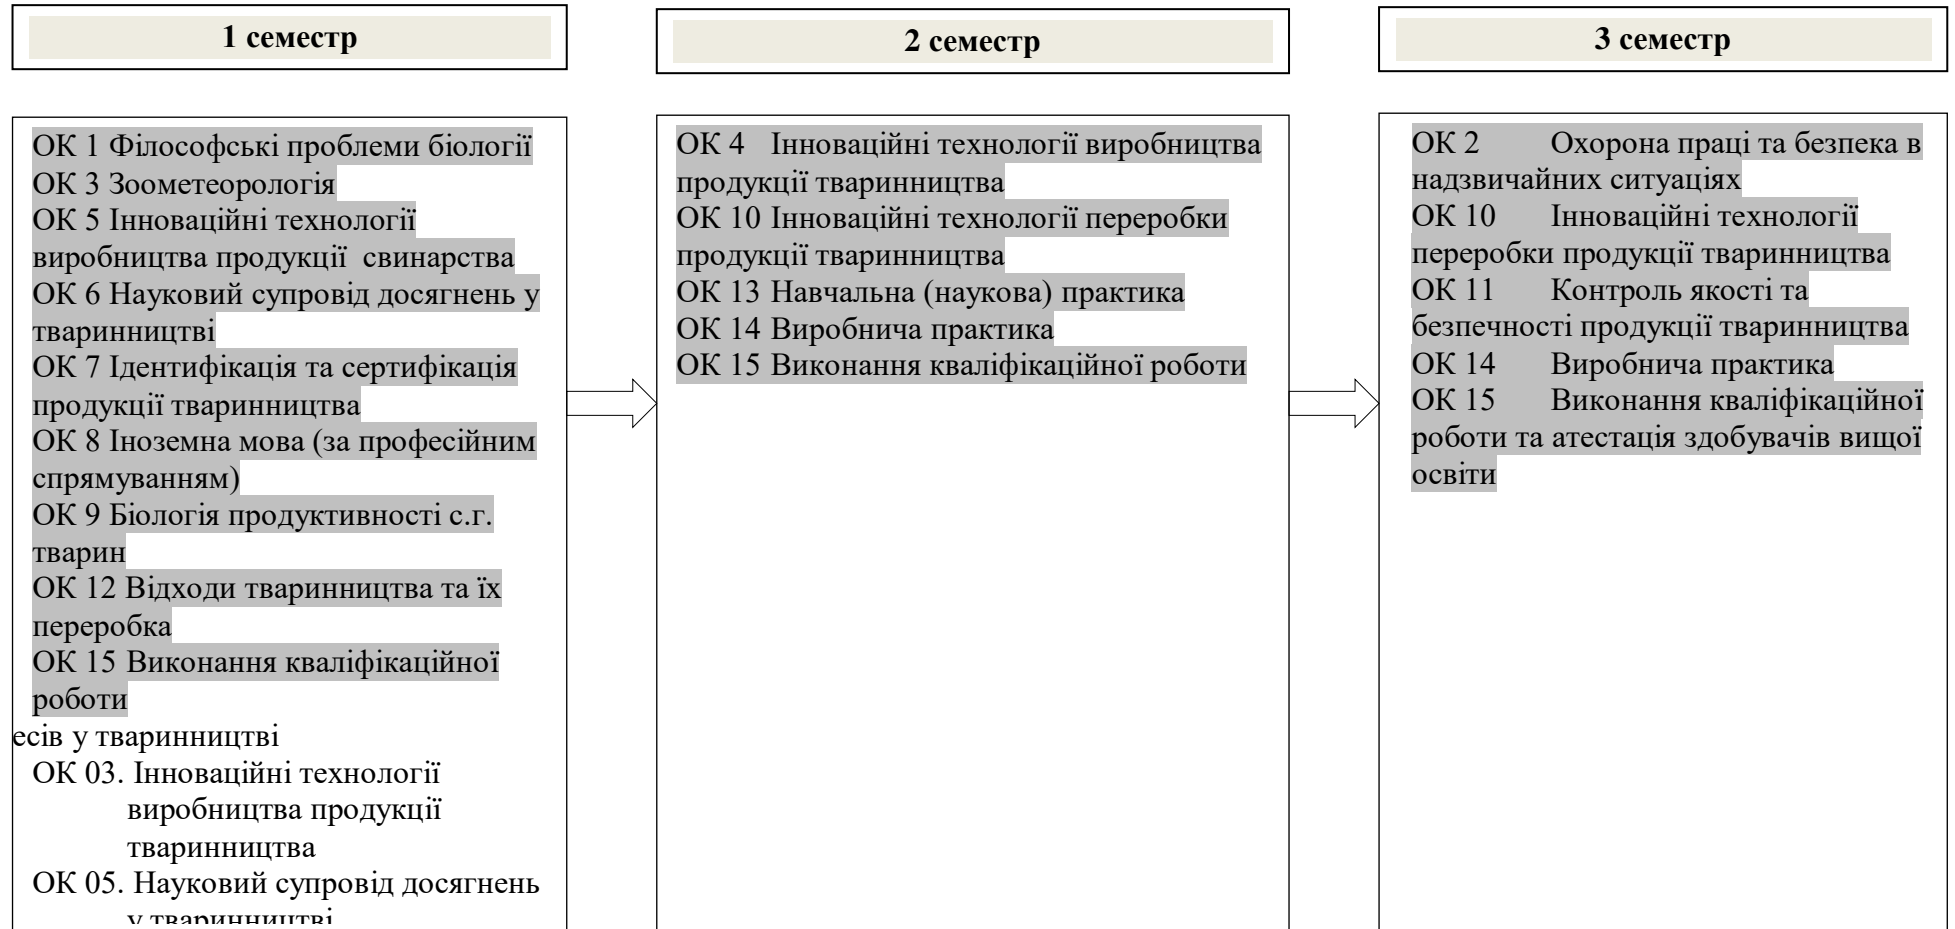 1 семестр
ОК 1 Філософські проблеми біології
ОК 3 Зоометеорологія
ОК 5 Інноваційні технології
виробництва продукції свинарства
ОК 6 Науковий супровід досягнень у
тваринництві
ОК 7 Ідентифікація та сертифікація
продукції тваринництва
ОК 8 Іноземна мова (за професійним
спрямуванням)
ОК 9 Біологія продуктивності с.г.
тварин
ОК 12 Відходи тваринництва та їх
переробка
ОК 15 Виконання кваліфікаційної
роботи
есів у тваринництві
ОК 03. Інноваційні технології
виробництва продукції
тваринництва
ОК 05. Науковий супровід досягнень
у тваринництві
2 семестр
ОК 4 Інноваційні технології виробництва
продукції тваринництва
ОК 10 Інноваційні технології переробки
продукції тваринництва
ОК 13 Навчальна (наукова) практика
ОК 14 Виробнича практика
ОК 15 Виконання кваліфікаційної роботи
3 семестр
ОК 2 Охорона праці та безпека в
надзвичайних ситуаціях
ОК 10 Інноваційні технології
переробки продукції тваринництва
ОК 11 Контроль якості та
безпечності продукції тваринництва
ОК 14 Виробнича практика
ОК 15 Виконання кваліфікаційної
роботи та атестація здобувачів вищої
освіти